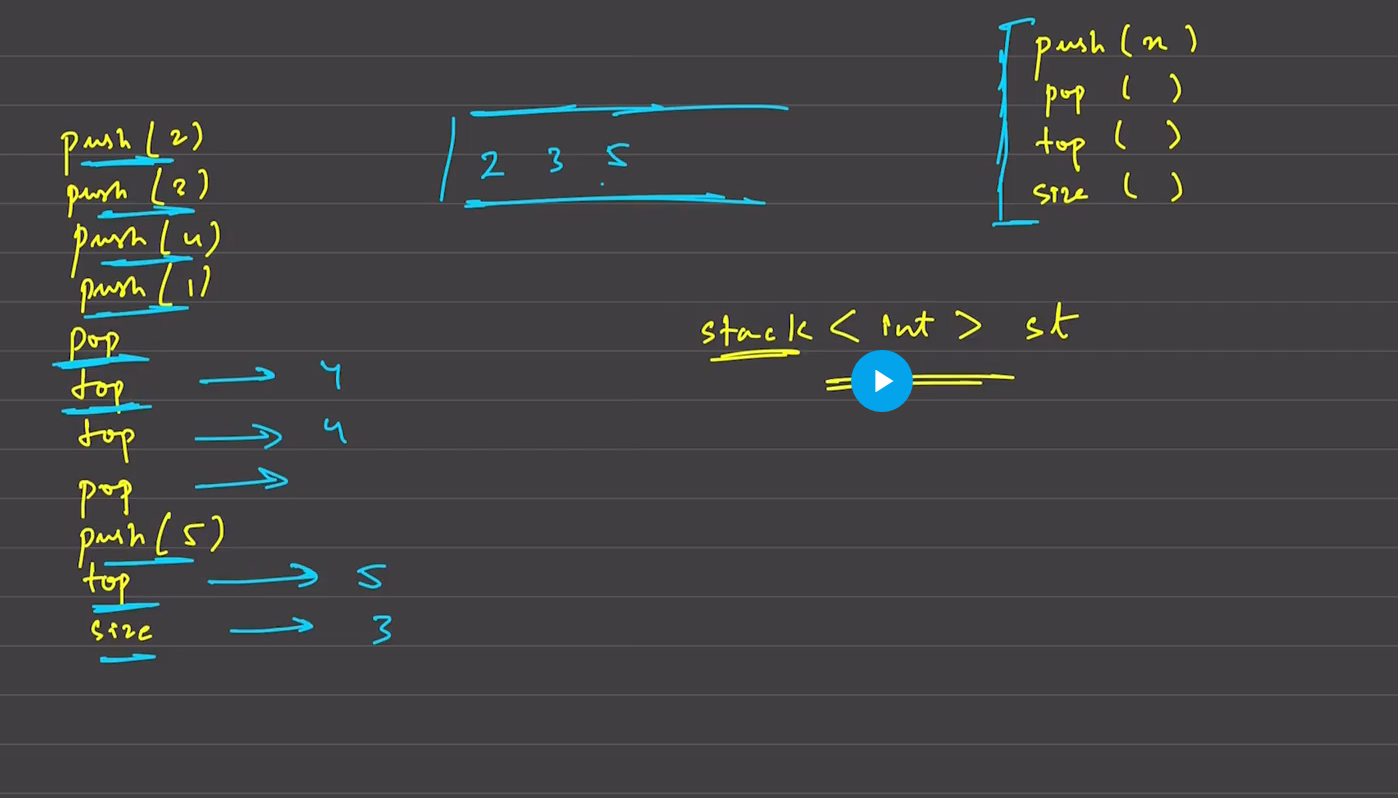 push(2)
push(3)
push(4)
push(1)
pop
top → 4
top → 4
pop →
push(5)
top → 5
size → 3
2 3 5
push(x)
pop( )
top( )
size( )
stack<int> st